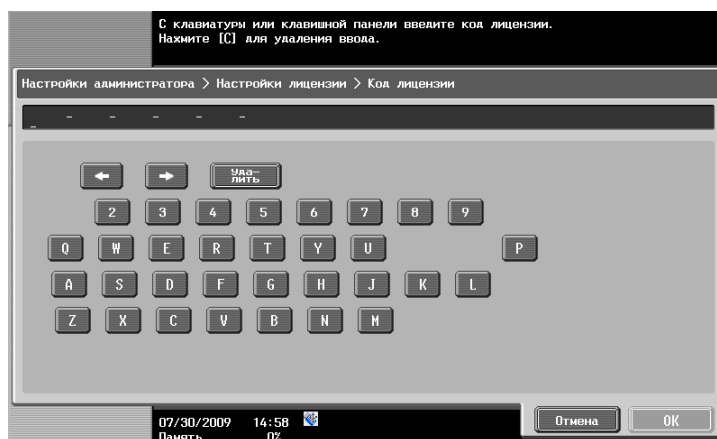 С клавиатуры или клавишной панели введите код лицензии.
Нажмите [C] для удаления ввода.
Настройки администратора > Настройки лицензии > Код лицензии
_ - - - - -
← → Уда-
лить
2 3 4 5 6 7 8 9
Q W E R T Y U P
A S D F G H J K L
Z X C V B N M
Отмена OK
07/30/2009 14:58
Память 0%